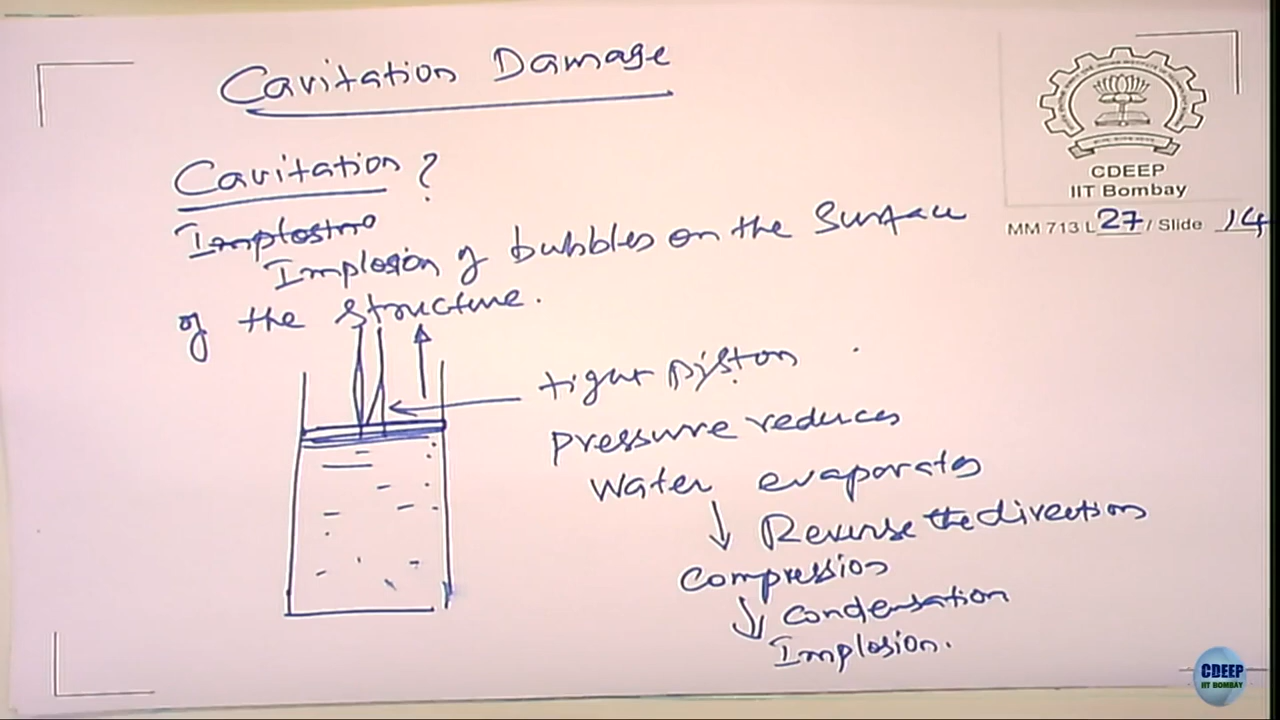 Cavitation Damage
Cavitation ?
Implostno
Implosion of bubbles on the Surface
of the structure.
tight piston
Pressure reduces
Water evaporates
Reverse the direction
Compression
Condensation
Implosion.
CDEEP
IIT Bombay
MM 713 L 27 / Slide 14
CDEEP
IIT BOMBAY